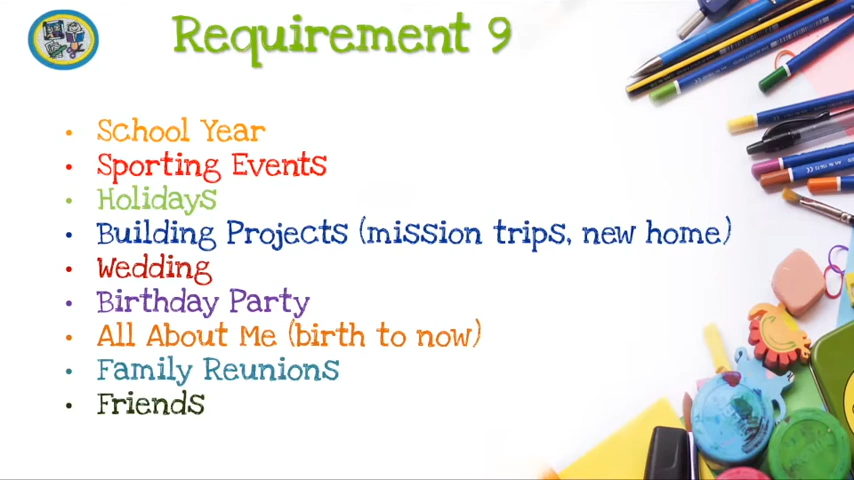 Requirement 9
• School Year
• Sporting Events
• Holidays
• Building Projects (mission trips, new home)
• Wedding
• Birthday Party
• All About Me (birth to now)
• Family Reunions
• Friends